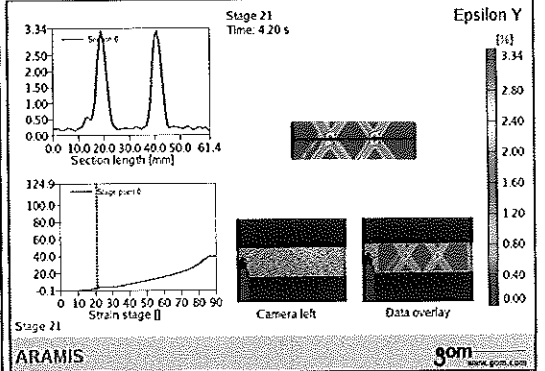 Stage 21
Time: 4.20 s
Epsilon Y
[%]
3.34
2.80
2.40
2.00
1.60
1.20
0.80
0.40
0.00
3.34
2.50
2.00
1.50
1.00
0.50
0.00
0.0 10.0 20.0 30.0 40.0 50.0 61.4
Section length [mm]
124.9
80.0
60.0
40.0
20.0
-0.1
Stage point 0
0 10 20 30 40 50 60 70 80 90
Strain stage []
Camera left
Data overlay
Stage 21
ARAMIS
gom
www.gom.com